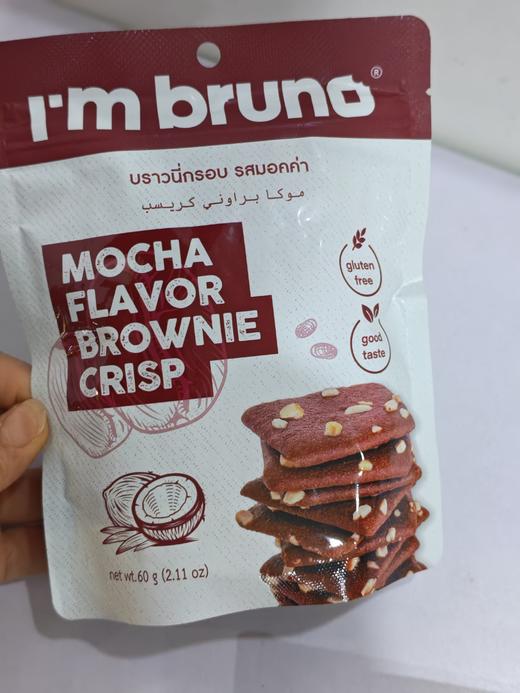 I'm bruno®
บราวนี่กรอบ รสมอคค่า
موكا براوني كريسب
MOCHA
FLAVOR
BROWNIE
CRISP
gluten
free
good
taste
net wt.60 g (2.11 oz)